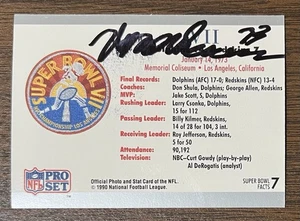 II
January 14, 1973
Memorial Coliseum • Los Angeles, California
SUPER BOWL VII
Final Records: Dolphins (AFC) 17-0; Redskins (NFC) 13-4
Coaches: Don Shula, Dolphins; George Allen, Redskins
MVP: Jake Scott, S Dolphins
Rushing Leader: Larry Csonka, Dolphins
15 for 112
Passing Leader: Billy Kilmer, Redskins
14 of 28 for 104, 3 int.
Receiving Leader: Roy Jefferson, Redskins
5 for 50
Attendance: 90,192
Television: NBC–Curt Gowdy (play-by-play)
Al DeRogatis (analyst)
NFL
PRO
SET
Official Photo and Stat Card of the NFL.
© 1990 National Football League.
SUPER BOWL
FACTS
7